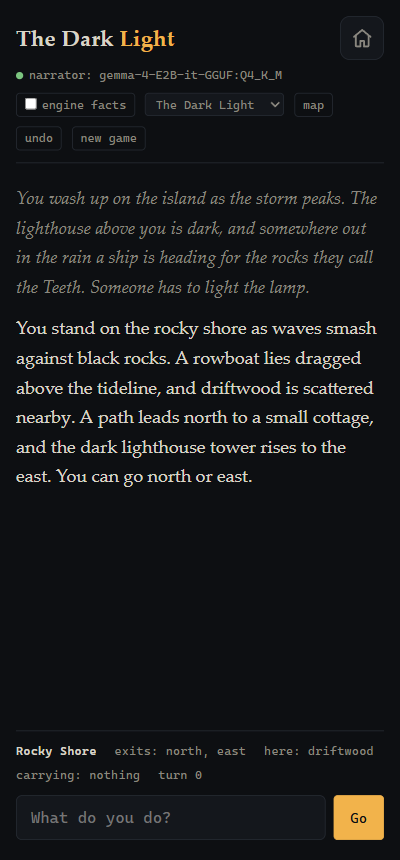 The Dark Light
narrator: gemma-4-E2B-it-GGUF:Q4_K_M
engine facts The Dark Light map
undo new game
You wash up on the island as the storm peaks. The
lighthouse above you is dark, and somewhere out
in the rain a ship is heading for the rocks they call
the Teeth. Someone has to light the lamp.
You stand on the rocky shore as waves smash
against black rocks. A rowboat lies dragged
above the tideline, and driftwood is scattered
nearby. A path leads north to a small cottage,
and the dark lighthouse tower rises to the
east. You can go north or east.
Rocky Shore exits: north, east here: driftwood
carrying: nothing turn 0
What do you do? Go